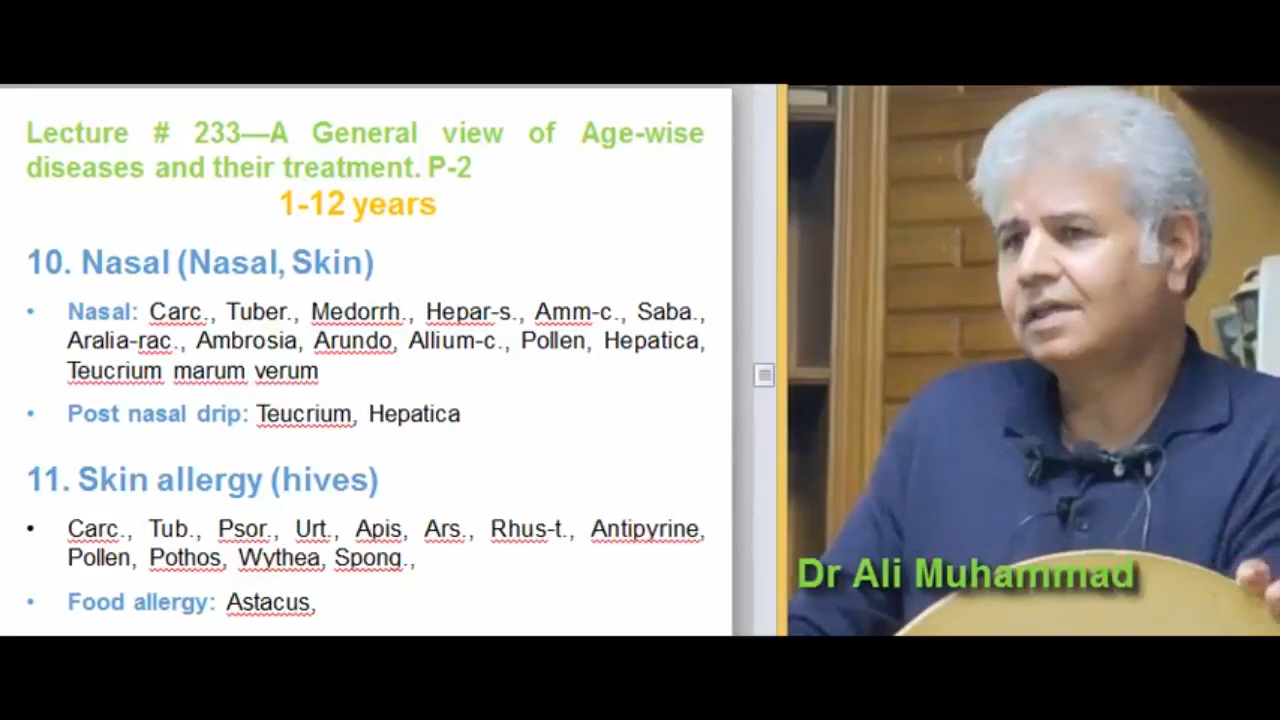 Lecture # 233—A General view of Age-wise
diseases and their treatment. P-2
1-12 years
10. Nasal (Nasal, Skin)
• Nasal: Carc., Tuber., Medorrh., Hepar-s., Amm-c., Saba.,
Aralia-rac., Ambrosia, Arundo, Allium-c., Pollen, Hepatica,
Teucrium marum verum
• Post nasal drip: Teucrium, Hepatica
11. Skin allergy (hives)
• Carc., Tub., Psor., Urt., Apis, Ars., Rhus-t., Antipyrine,
Pollen, Pothos, Wythea, Spong.,
• Food allergy: Astacus,
Dr Ali Muhammad